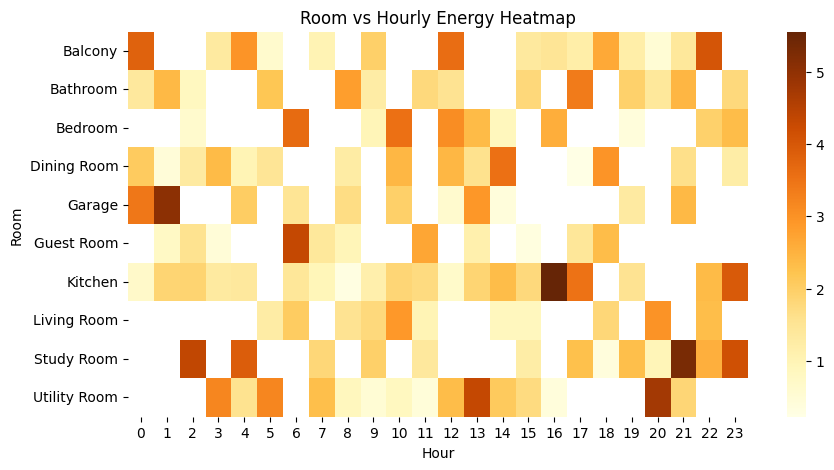 Room vs Hourly Energy Heatmap
Room
Balcony
Bathroom
Bedroom
Dining Room
Garage
Guest Room
Kitchen
Living Room
Study Room
Utility Room
0 1 2 3 4 5 6 7 8 9 10 11 12 13 14 15 16 17 18 19 20 21 22 23
Hour
5
4
3
2
1